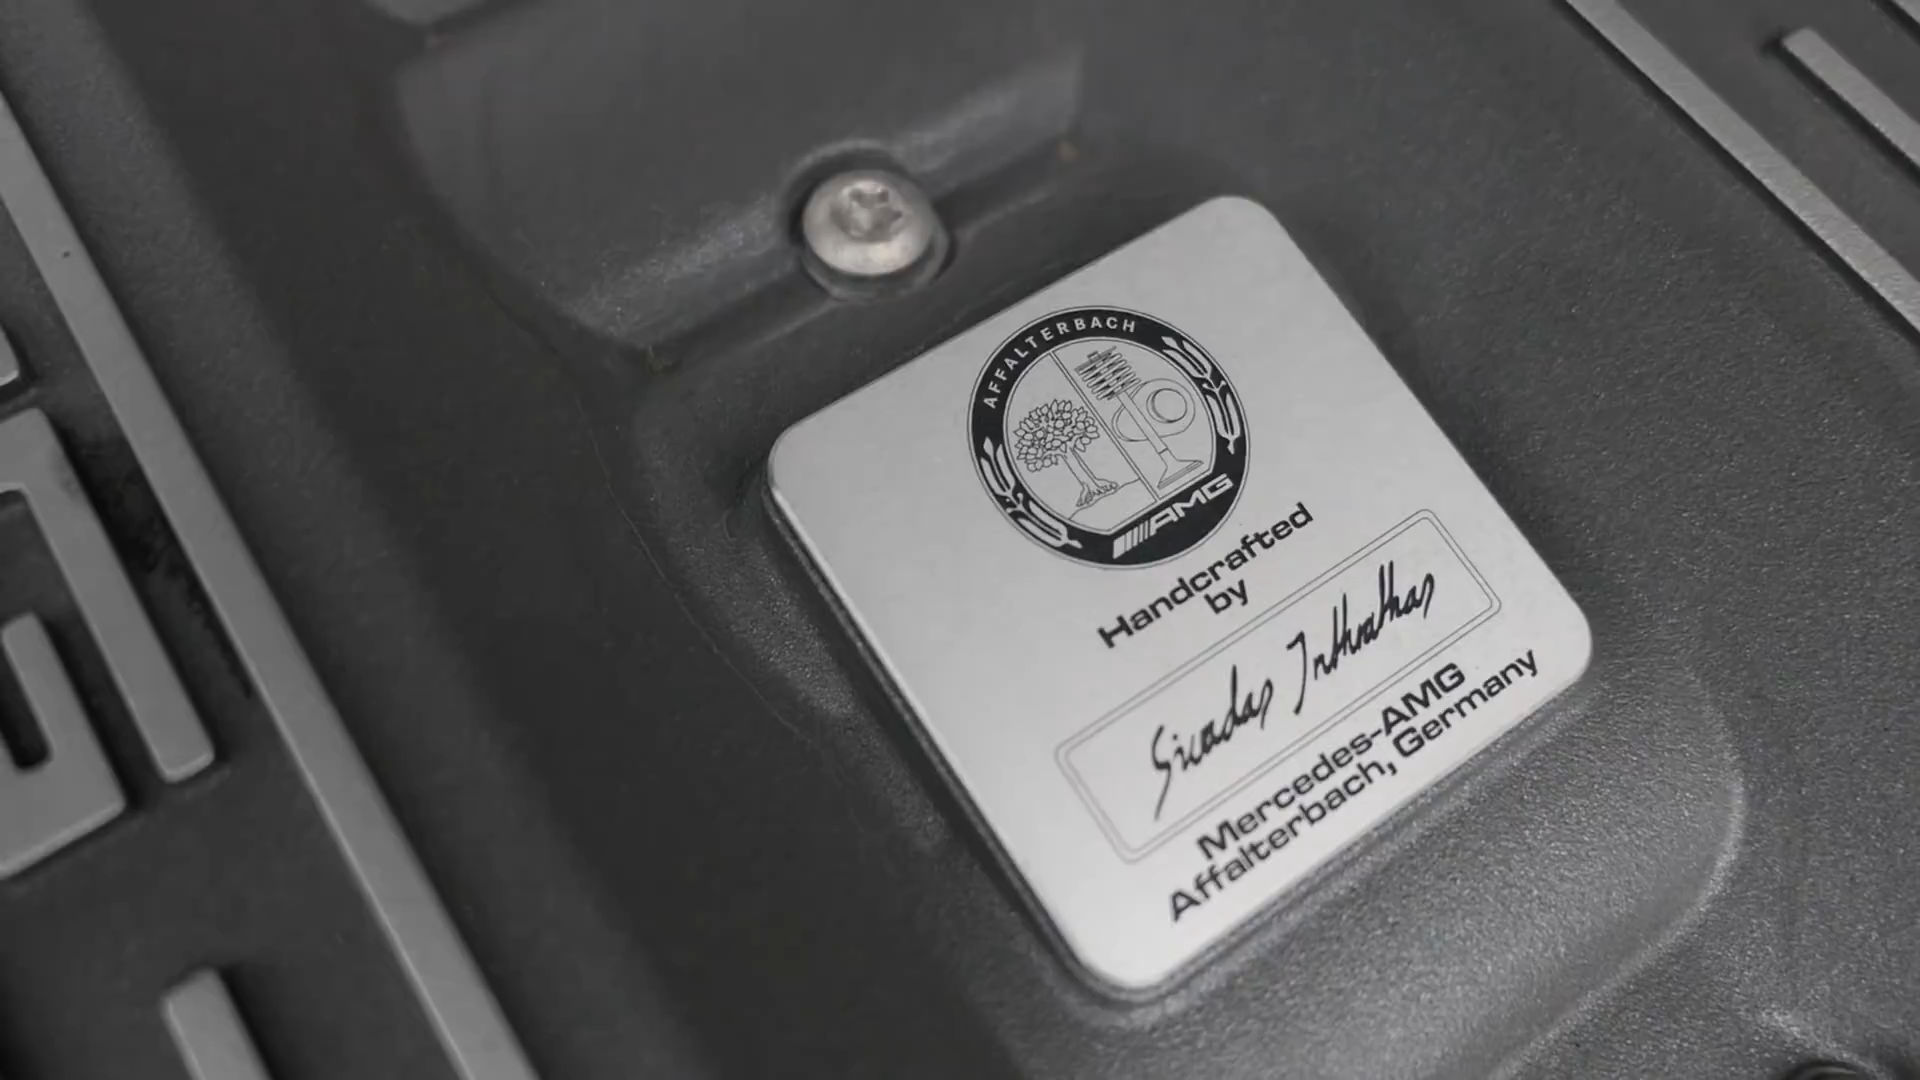 AFFALTERBACH
AMG
Handcrafted
by
Mercedes-AMG
Affalterbach, Germany